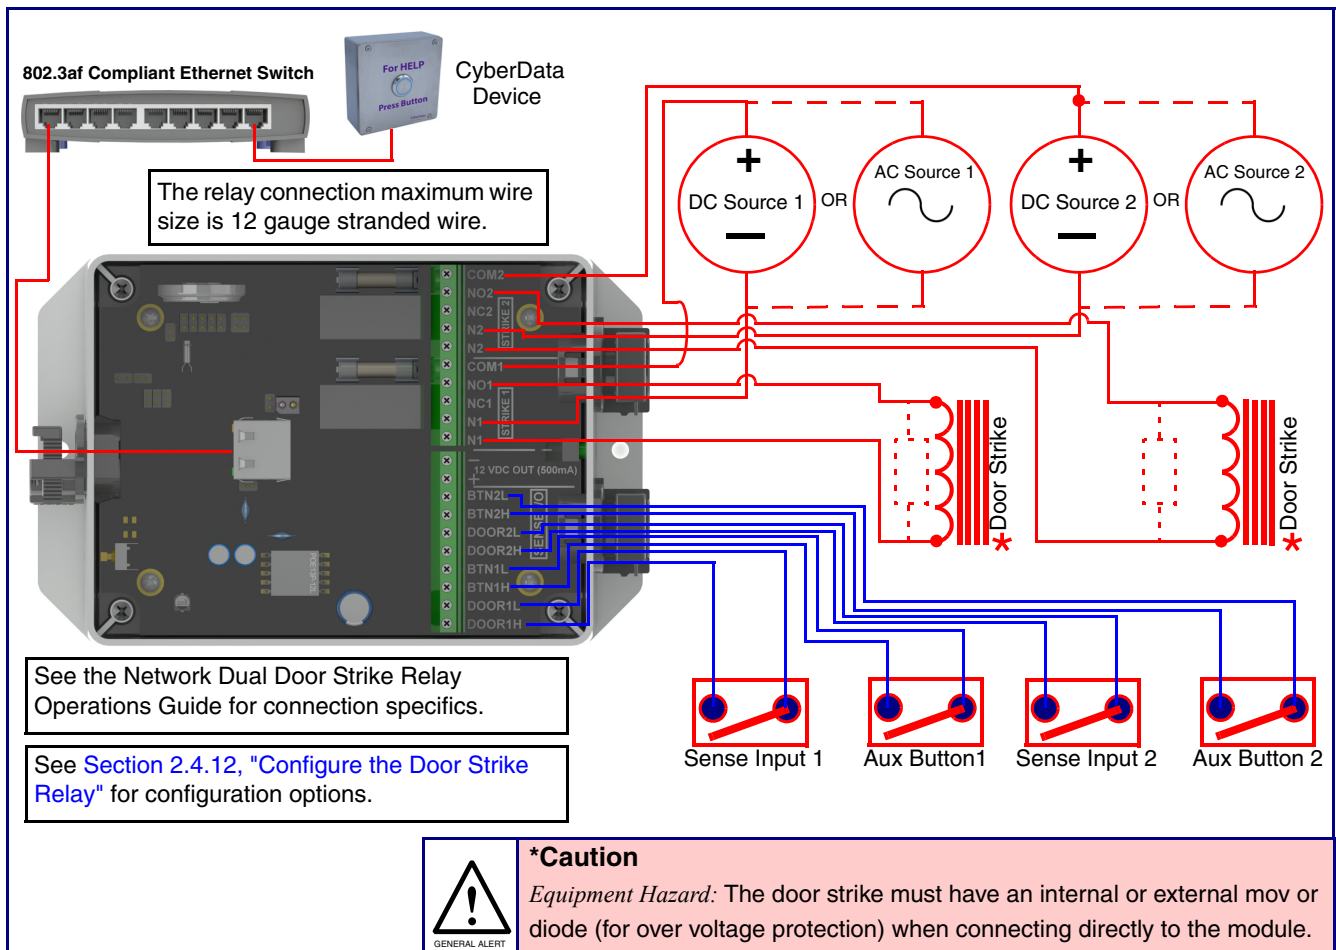 802.3af Compliant Ethernet Switch
For HELP
Press Button
CyberData
Device
The relay connection maximum wire
size is 12 gauge stranded wire.
+
DC Source 1
—
OR
AC Source 1
+
DC Source 2
—
OR
AC Source 2
COM2
NO2
NC2
N2
N2
STRIKE 2
COM1
NO1
NC1
N1
N1
STRIKE 1
−
+
12 VDC OUT (500mA)
BTN2L
BTN2H
DOOR2L
DOOR2H
BTN1L
BTN1H
DOOR1L
DOOR1H
SENSE I/O
POE13P-12L
*Door Strike
*Door Strike
Sense Input 1
Aux Button1
Sense Input 2
Aux Button 2
See the Network Dual Door Strike Relay
Operations Guide for connection specifics.
See Section 2.4.12, "Configure the Door Strike
Relay" for configuration options.
GENERAL ALERT
*Caution
Equipment Hazard: The door strike must have an internal or external mov or
diode (for over voltage protection) when connecting directly to the module.